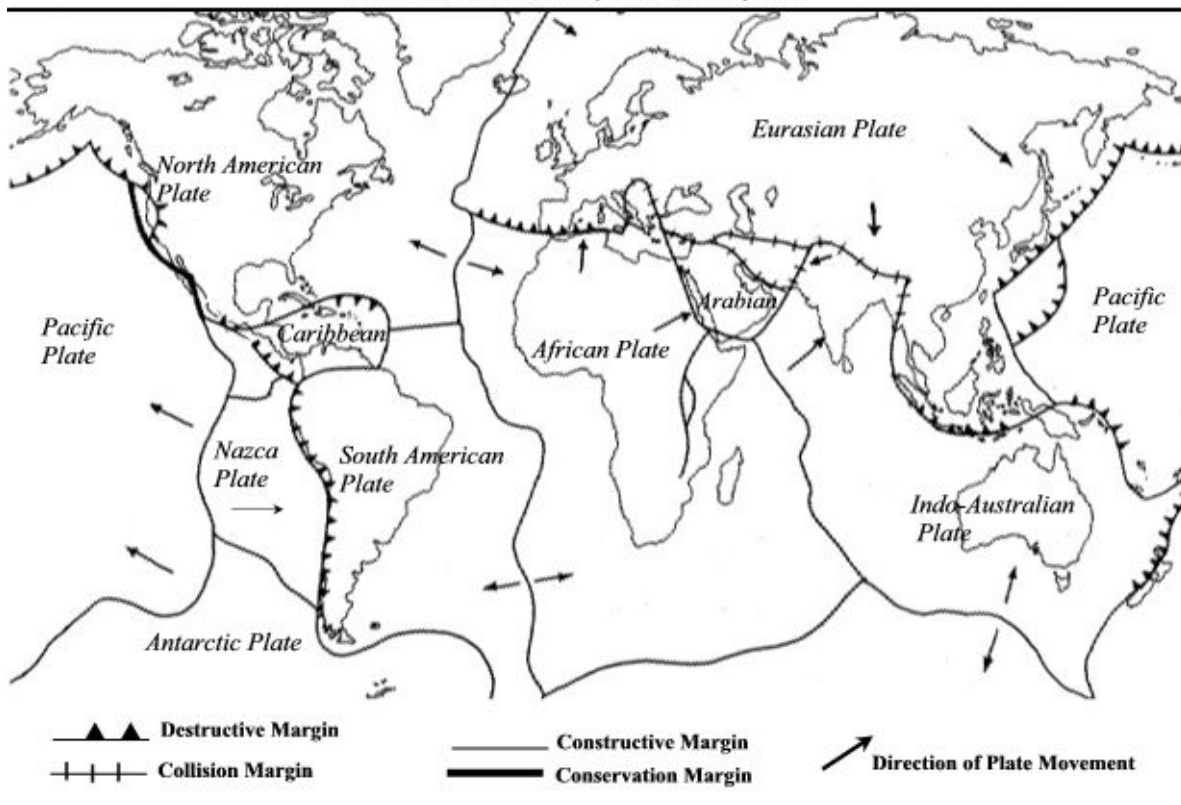 North American
Plate
Eurasian Plate
Pacific
Plate
Caribbean
Arabian
African Plate
Pacific
Plate
Nazca
Plate
South American
Plate
Indo-Australian
Plate
Antarctic Plate
Destructive Margin
Constructive Margin
Direction of Plate Movement
Collision Margin
Conservation Margin